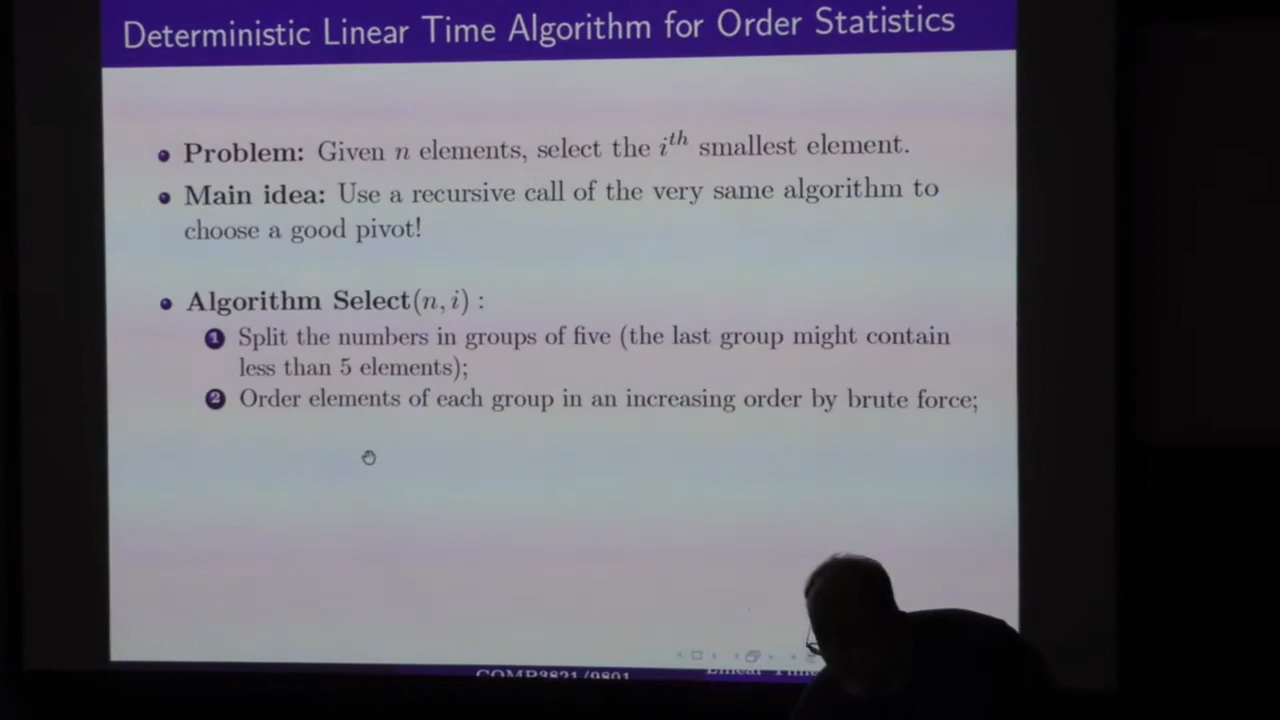 Deterministic Linear Time Algorithm for Order Statistics
Problem: Given n elements, select the i^th smallest element.
Main idea: Use a recursive call of the very same algorithm to
choose a good pivot!
Algorithm Select(n, i) :
1 Split the numbers in groups of five (the last group might contain
less than 5 elements);
2 Order elements of each group in an increasing order by brute force;
COMP3821/9801
Linear Time